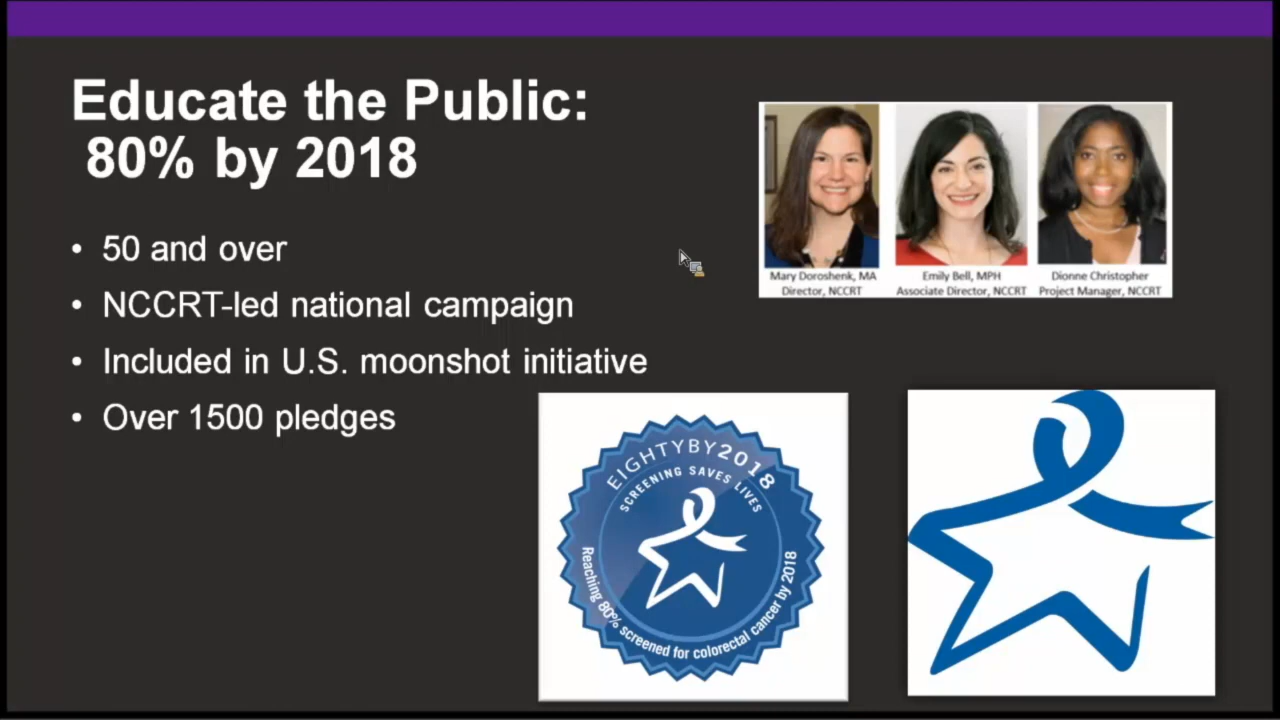 Educate the Public:
80% by 2018
• 50 and over
• NCCRT-led national campaign
• Included in U.S. moonshot initiative
• Over 1500 pledges
Mary Doroshenk, MA
Director, NCCRT
Emily Bell, MPH
Associate Director, NCCRT
Dionne Christopher
Project Manager, NCCRT
EIGHTYBY2018
SCREENING SAVES LIVES
Reaching 80% screened for colorectal cancer by 2018